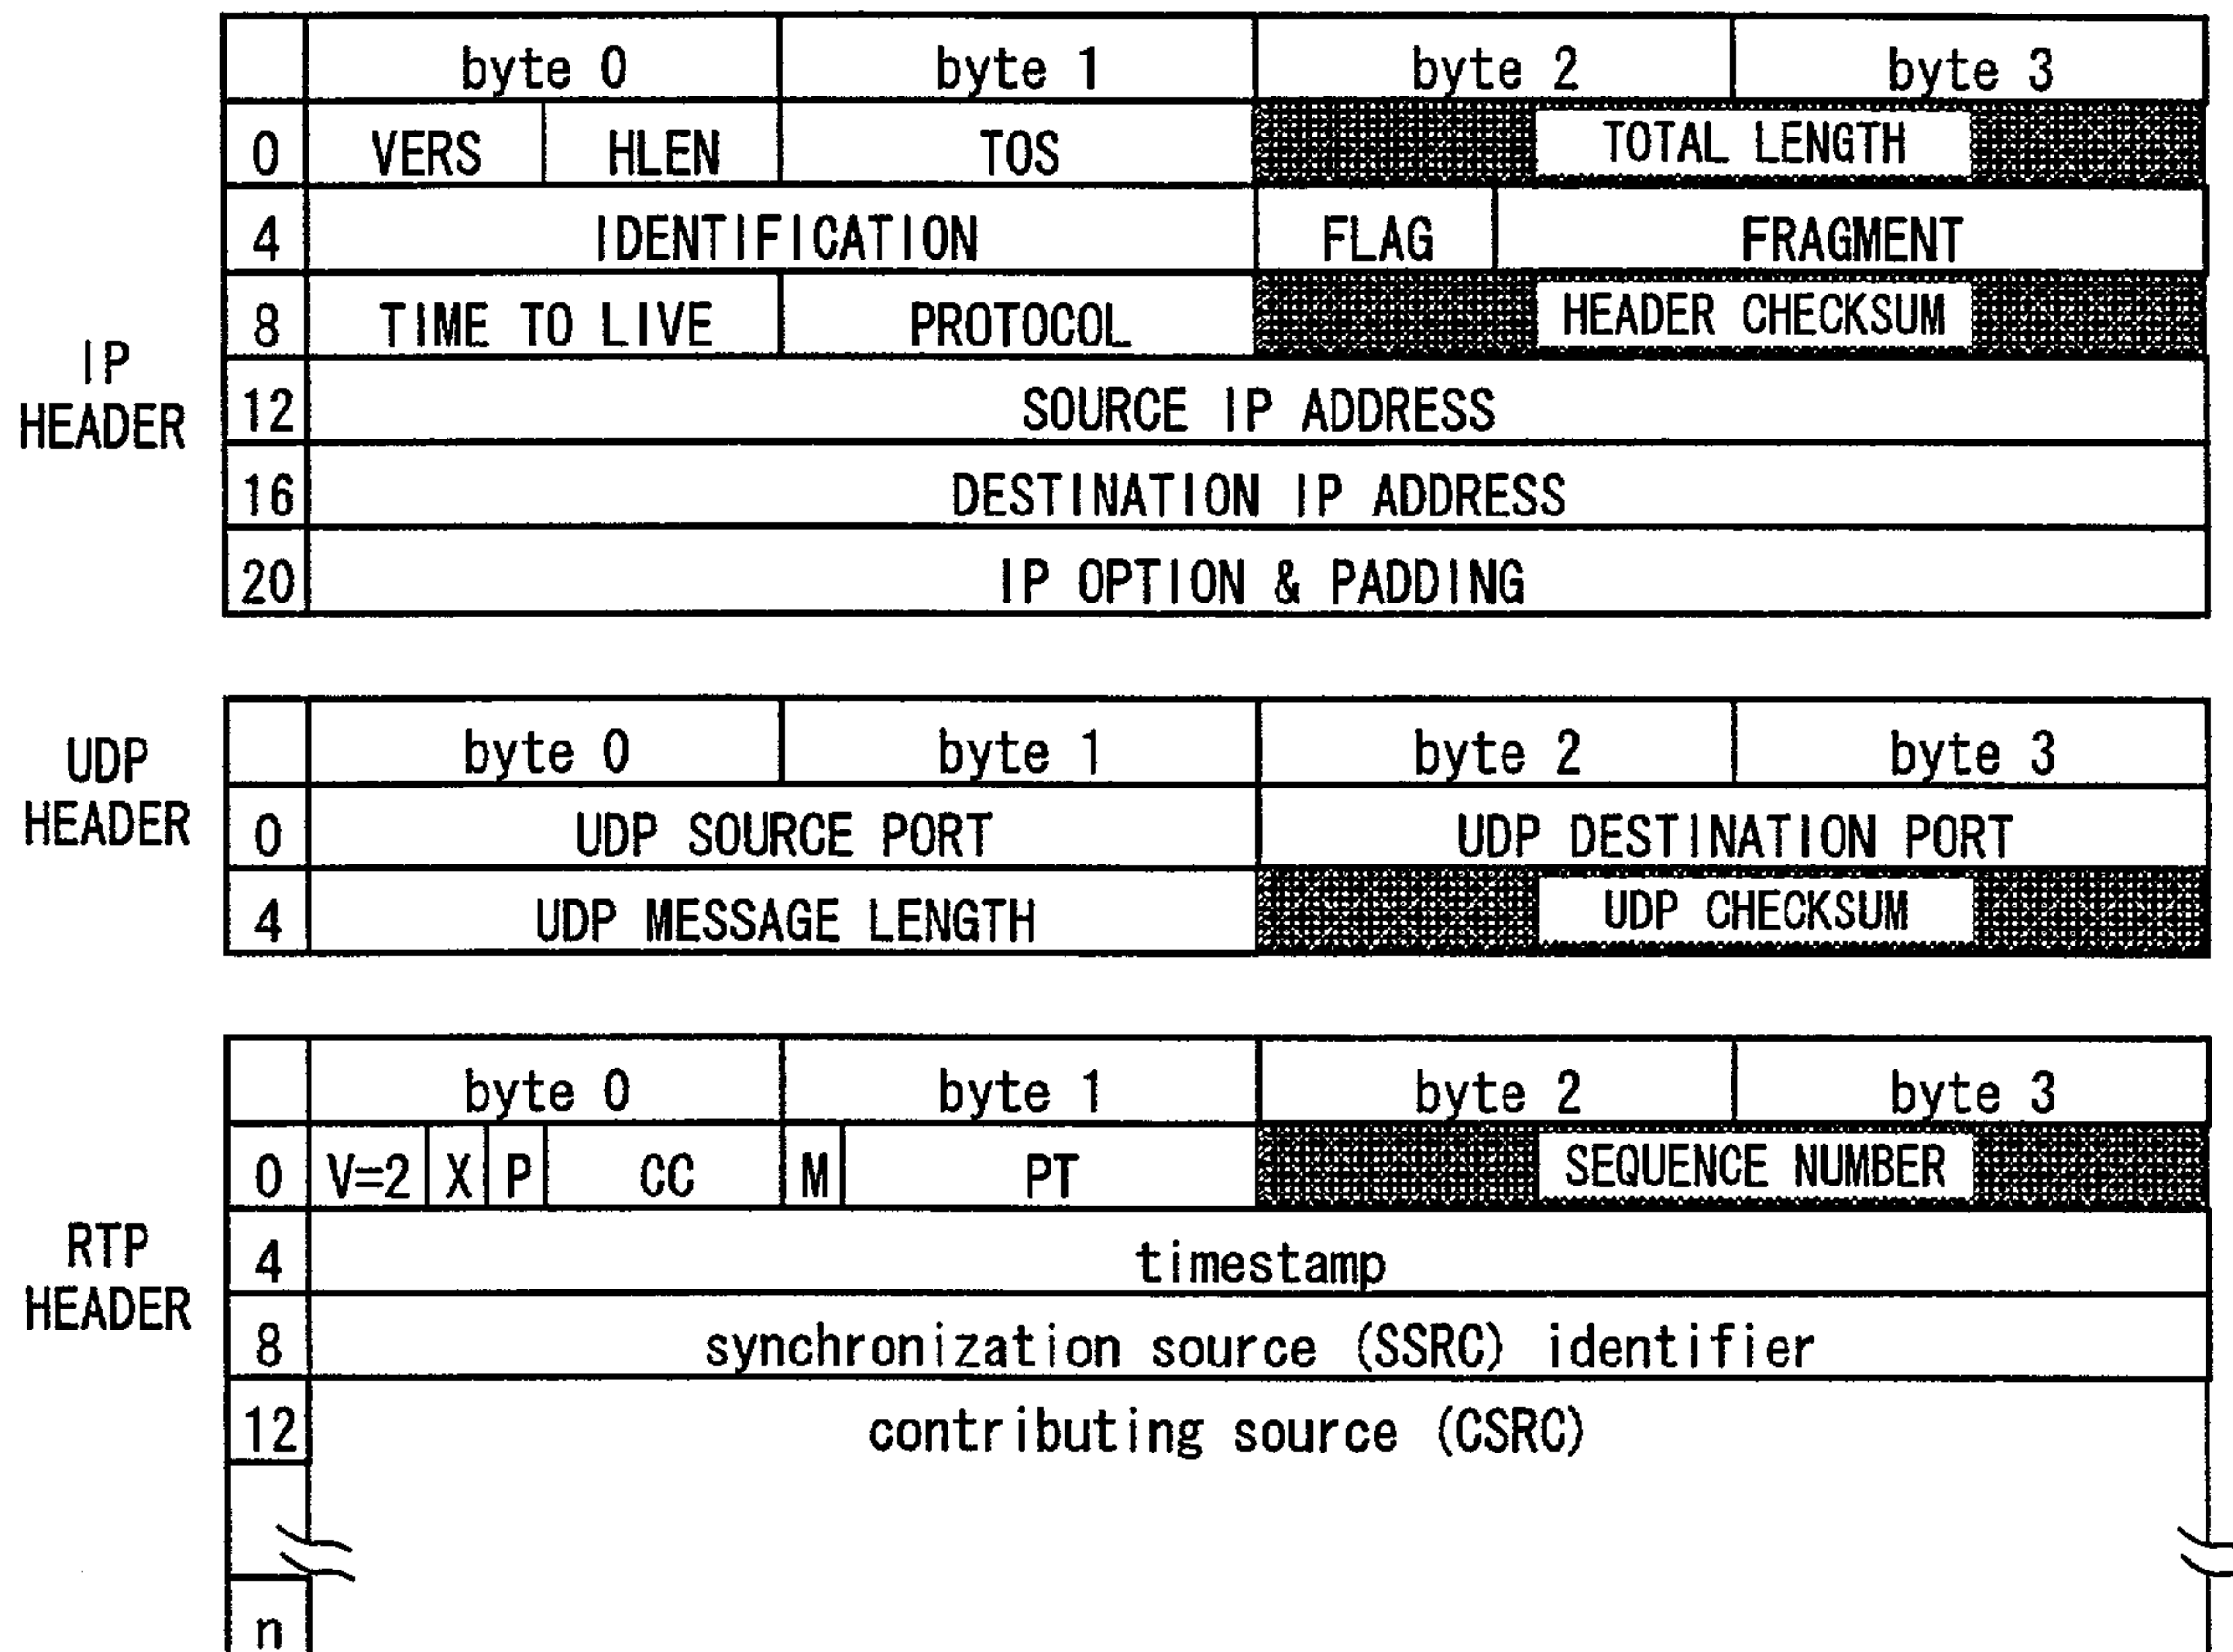 byte 0 byte 1 byte 2 byte 3
0 VERS HLEN TOS TOTAL LENGTH
4 IDENTIFICATION FLAG FRAGMENT
8 TIME TO LIVE PROTOCOL HEADER CHECKSUM
IP
HEADER
12 SOURCE IP ADDRESS
16 DESTINATION IP ADDRESS
20 IP OPTION & PADDING
UDP
HEADER
byte 0 byte 1 byte 2 byte 3
0 UDP SOURCE PORT UDP DESTINATION PORT
4 UDP MESSAGE LENGTH UDP CHECKSUM
byte 0 byte 1 byte 2 byte 3
0 V=2 X P CC M PT SEQUENCE NUMBER
RTP
HEADER
4 timestamp
8 synchronization source (SSRC) identifier
12 contributing source (CSRC)
n